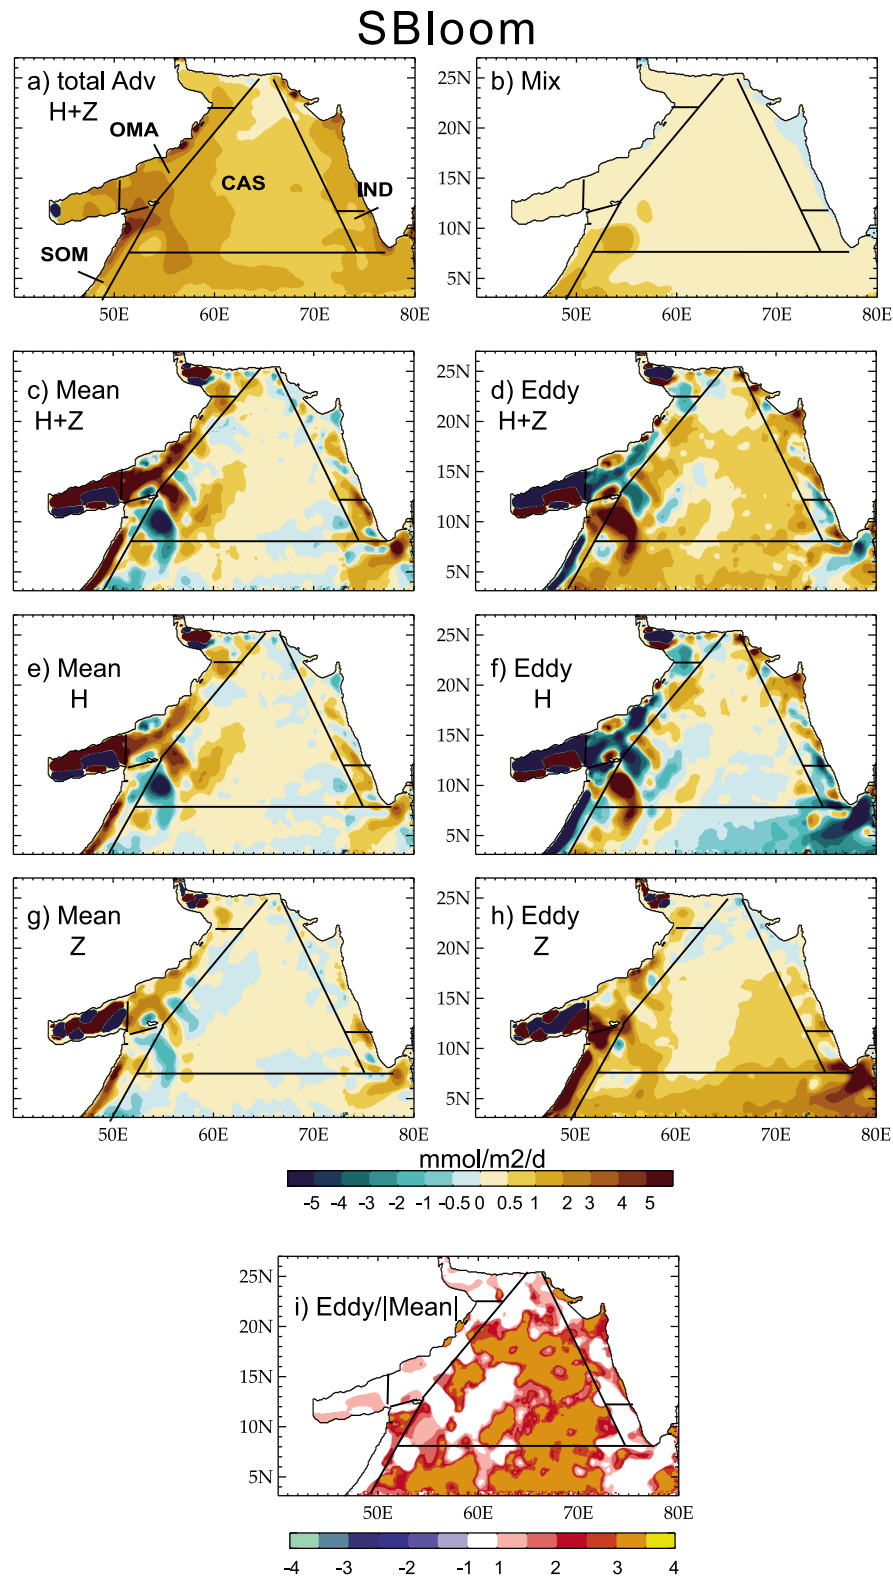 SBloom
a) total Adv
H+Z
OMA
CAS
IND
SOM
50E 60E 70E 80E
b) Mix
25N
20N
15N
10N
5N
50E 60E 70E 80E
c) Mean
H+Z
d) Eddy
H+Z
25N
20N
15N
10N
5N
e) Mean
H
f) Eddy
H
25N
20N
15N
10N
5N
g) Mean
Z
50E 60E 70E 80E
h) Eddy
Z
25N
20N
15N
10N
5N
50E 60E 70E 80E
mmol/m2/d
-5 -4 -3 -2 -1 -0.5 0 0.5 1 2 3 4 5
i) Eddy/|Mean|
25N
20N
15N
10N
5N
50E 60E 70E 80E
-4 -3 -2 -1 1 2 3 4